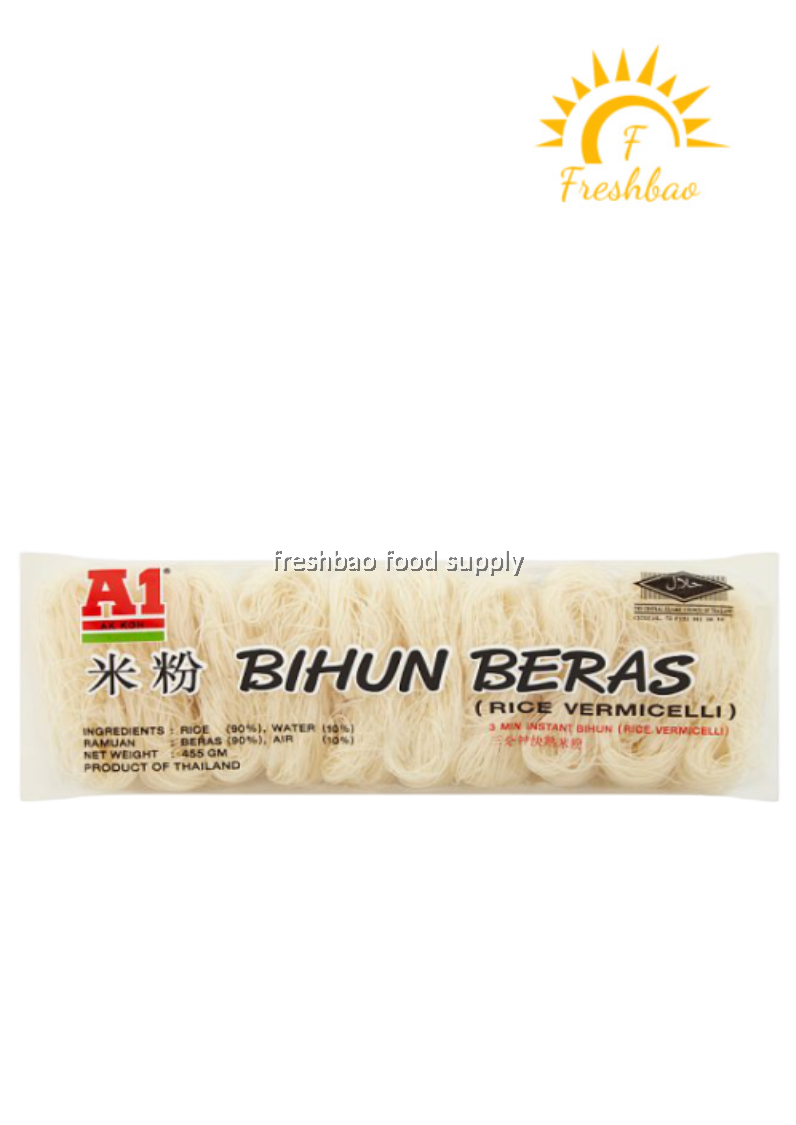 F
Freshbao
freshbao food supply
A1®
AK KOH
حلال
米粉 BIHUN BERAS
(RICE VERMICELLI)
3 MIN INSTANT BIHUN (RICE VERMICELLI)
三分钟快熟米粉
INGREDIENTS : RICE (90%), WATER (10%)
RAMUAN : BERAS (90%), AIR (10%)
NET WEIGHT : 455 GM
PRODUCT OF THAILAND